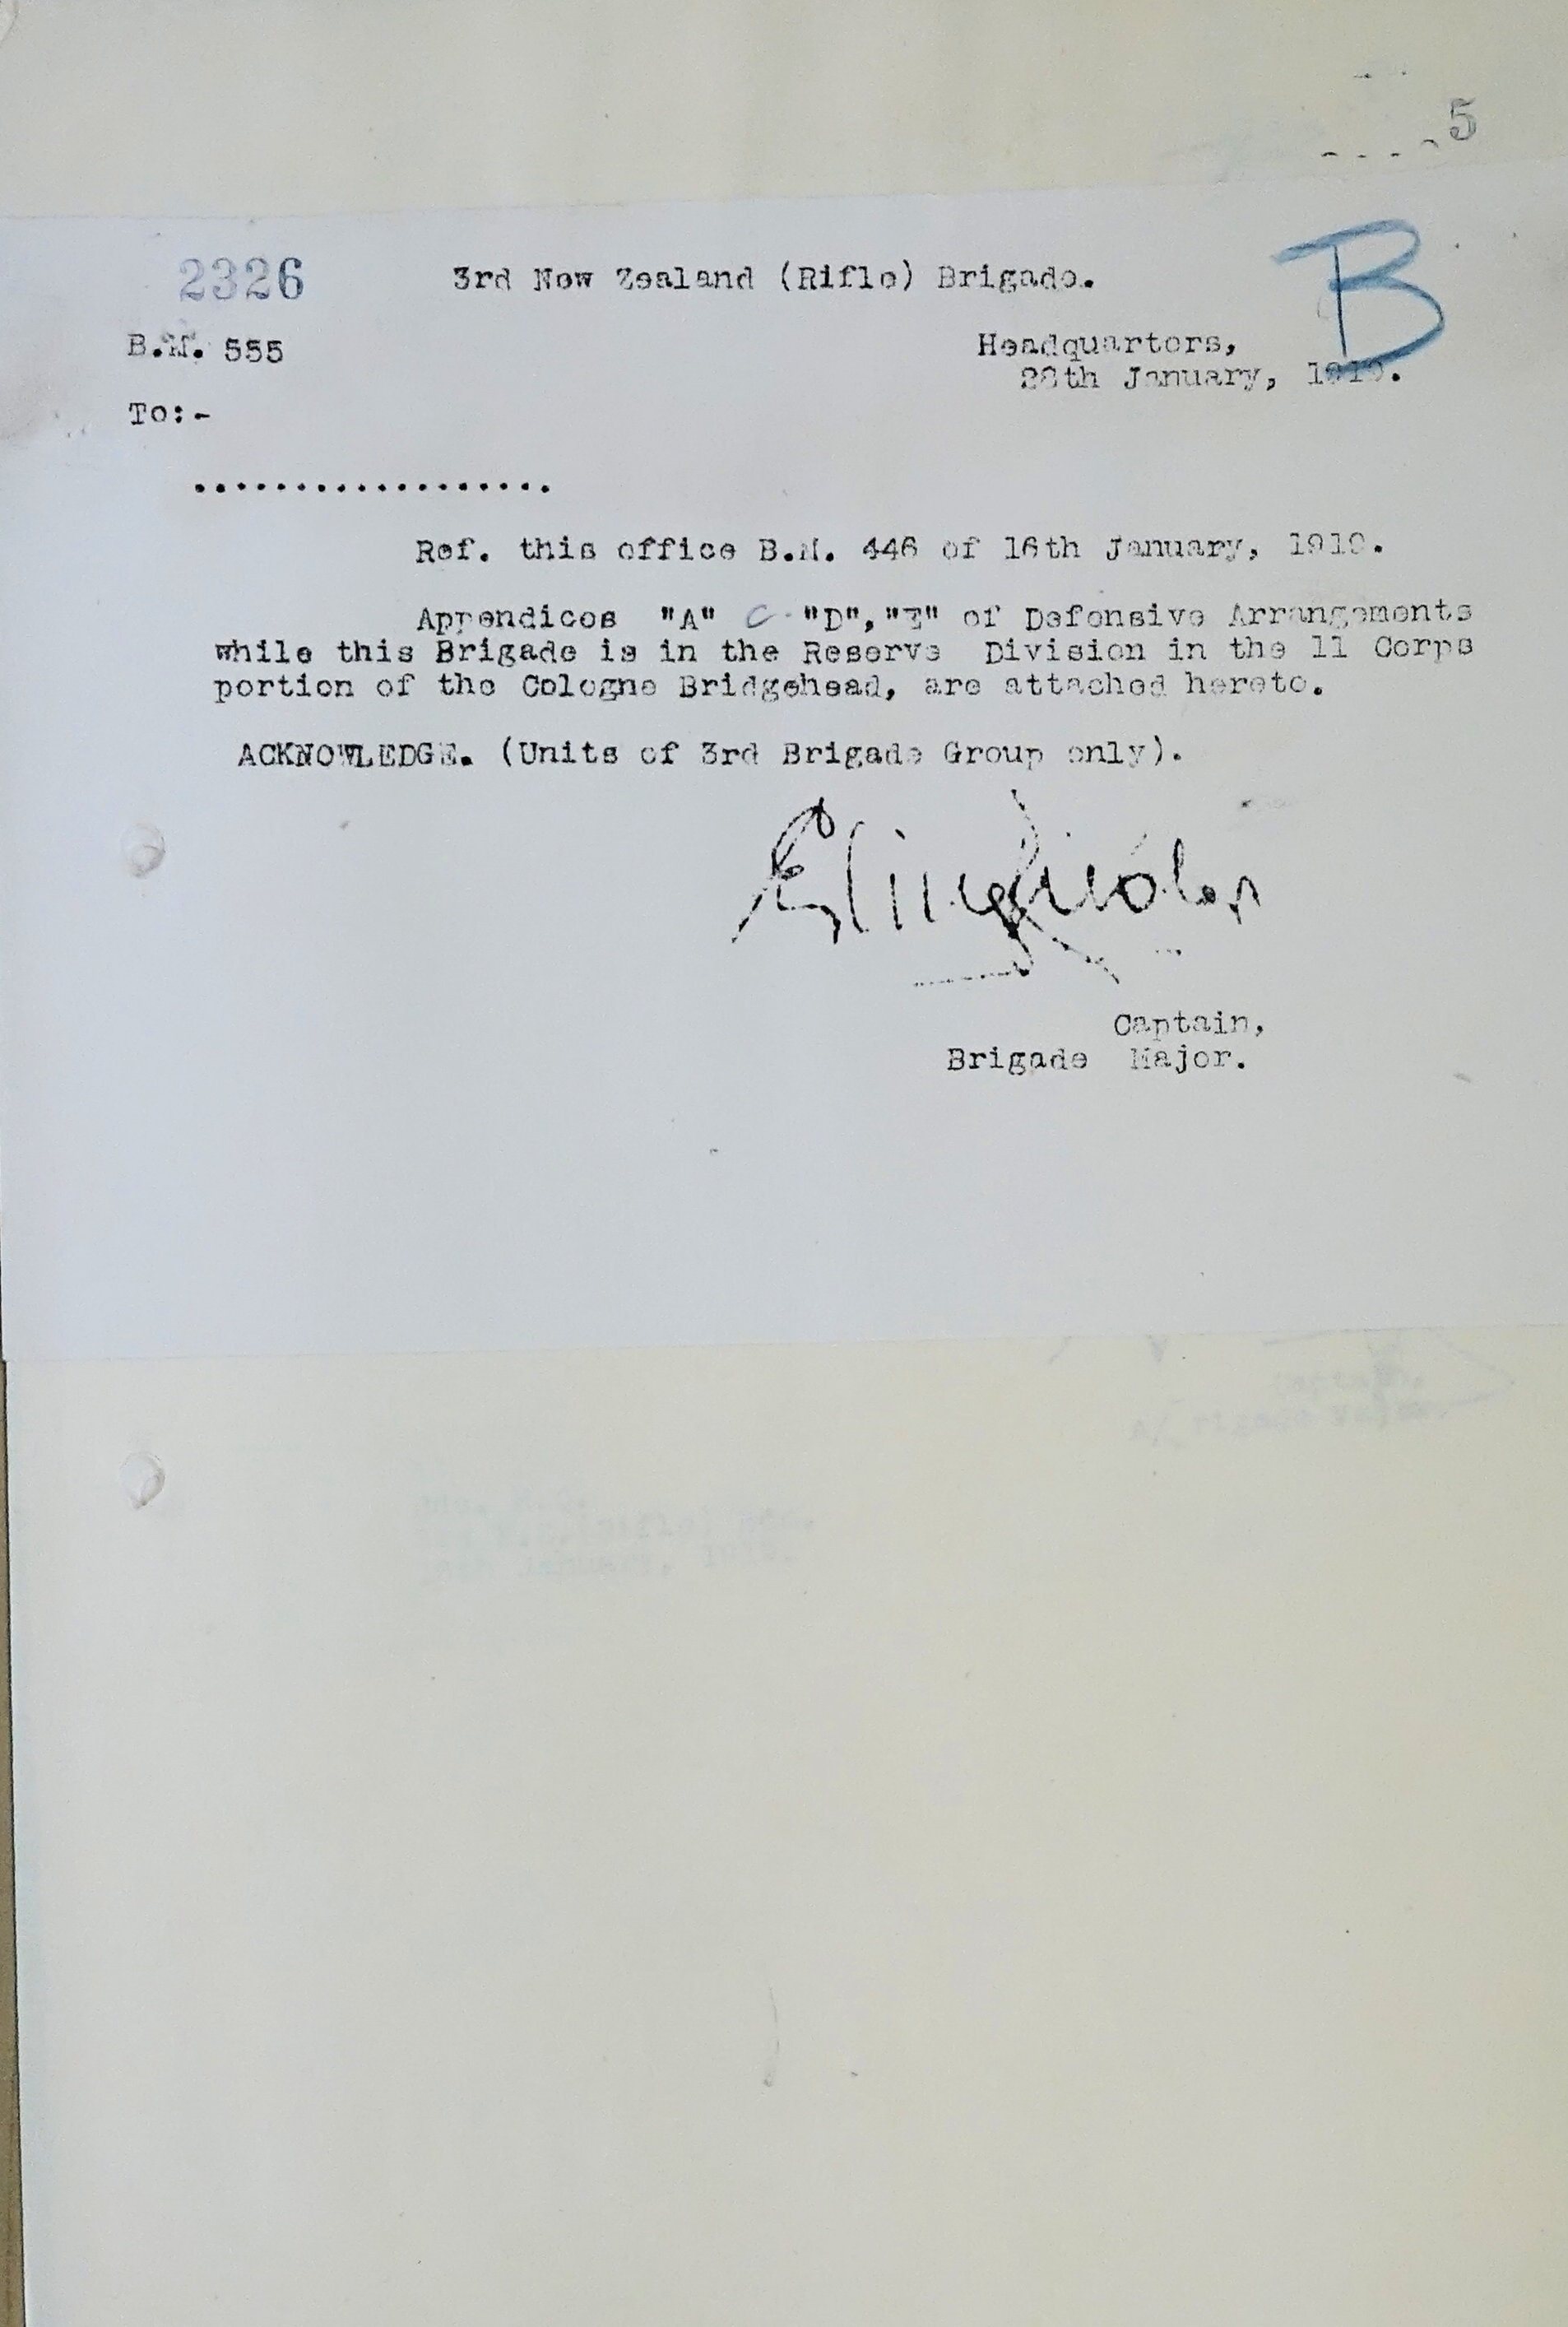 5
2326 3rd New Zealand (Rifle) Brigade. B
B.M. 555 Headquarters,
28th January, 1919.
To:-
..................
Ref. this office B.M. 446 of 16th January, 1919.
Appendices "A" C "D","E" of Defensive Arrangements
while this Brigade is in the Reserve Division in the 11 Corps
portion of the Cologne Bridgehead, are attached hereto.
ACKNOWLEDGE. (Units of 3rd Brigade Group only).
Captain,
Brigade Major.